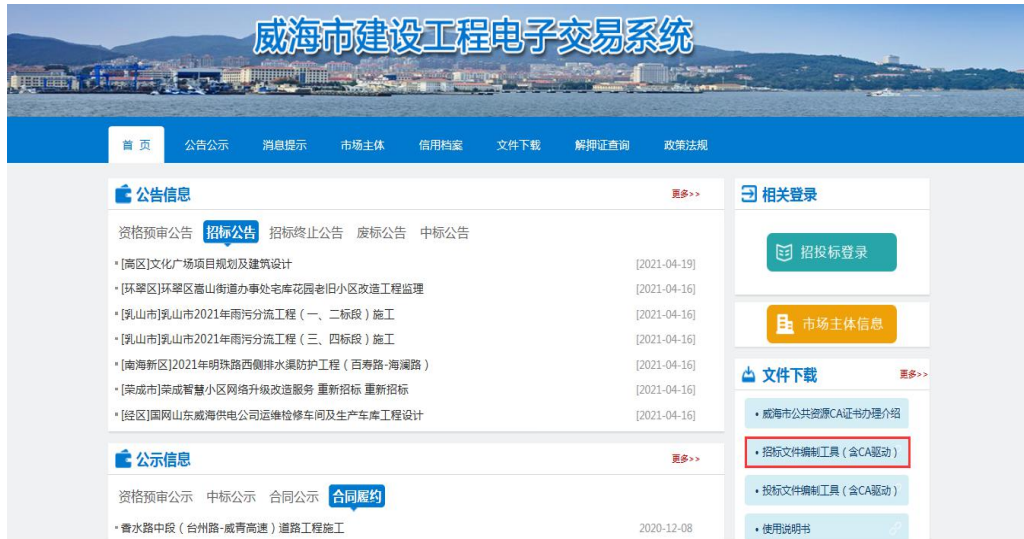 威海市建设工程电子交易系统
首 页 公告公示 消息提示 市场主体 信用档案 文件下载 解押证查询 政策法规
公告信息 更多>>
资格预审公告 招标公告 招标终止公告 废标公告 中标公告
[高区]文化广场项目规划及建筑设计 [2021-04-19]
[环翠区]环翠区嵩山街道办事处宅库花园老旧小区改造工程监理 [2021-04-16]
[乳山市]乳山市2021年雨污分流工程（一、二标段）施工 [2021-04-16]
[乳山市]乳山市2021年雨污分流工程（三、四标段）施工 [2021-04-16]
[南海新区]2021年明珠路西侧排水渠防护工程（百寿路-海澜路） [2021-04-16]
[荣成市]荣成智慧小区网络升级改造服务 重新招标 重新招标 [2021-04-16]
[经区]国网山东威海供电公司运维检修车间及生产车库工程设计 [2021-04-16]
公示信息 更多>>
资格预审公示 中标公示 合同公示 合同履约
香水路中段（台州路-威青高速）道路工程施工 2020-12-08
相关登录
招投标登录
市场主体信息
文件下载 更多>>
• 威海市公共资源CA证书办理介绍
• 招标文件编制工具（含CA驱动）
• 投标文件编制工具（含CA驱动）
• 使用说明书